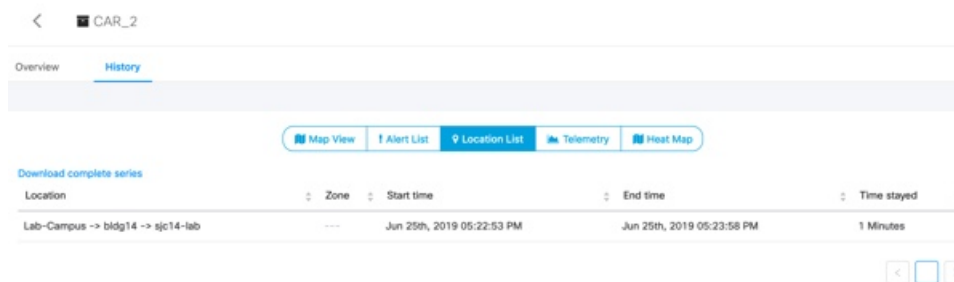 CAR_2
Overview History
Map View Alert List Location List Telemetry Heat Map
Download complete series
Location Zone Start time End time Time stayed
Lab-Campus -> bldg14 -> sjc14-lab --- Jun 25th, 2019 05:22:53 PM Jun 25th, 2019 05:23:58 PM 1 Minutes